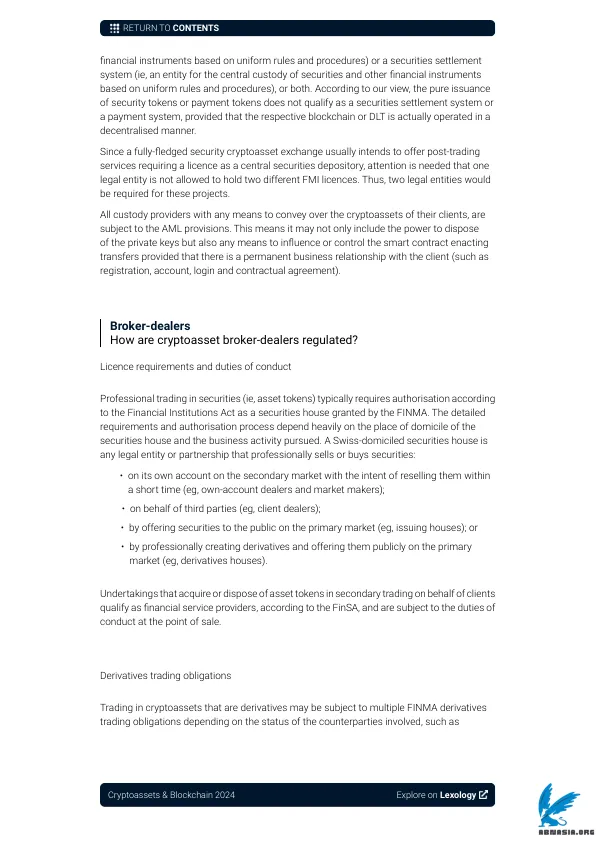 RETURN TO CONTENTS
financial instruments based on uniform rules and procedures) or a securities settlement
system (ie, an entity for the central custody of securities and other financial instruments
based on uniform rules and procedures), or both. According to our view, the pure issuance
of security tokens or payment tokens does not qualify as a securities settlement system or
a payment system, provided that the respective blockchain or DLT is actually operated in a
decentralised manner.
Since a fully-fledged security cryptoasset exchange usually intends to offer post-trading
services requiring a licence as a central securities depository, attention is needed that one
legal entity is not allowed to hold two different FMI licences. Thus, two legal entities would
be required for these projects.
All custody providers with any means to convey over the cryptoassets of their clients, are
subject to the AML provisions. This means it may not only include the power to dispose
of the private keys but also any means to influence or control the smart contract enacting
transfers provided that there is a permanent business relationship with the client (such as
registration, account, login and contractual agreement).
Broker-dealers
How are cryptoasset broker-dealers regulated?
Licence requirements and duties of conduct
Professional trading in securities (ie, asset tokens) typically requires authorisation according
to the Financial Institutions Act as a securities house granted by the FINMA. The detailed
requirements and authorisation process depend heavily on the place of domicile of the
securities house and the business activity pursued. A Swiss-domiciled securities house is
any legal entity or partnership that professionally sells or buys securities:
• on its own account on the secondary market with the intent of reselling them within
a short time (eg, own-account dealers and market makers);
• on behalf of third parties (eg, client dealers);
• by offering securities to the public on the primary market (eg, issuing houses); or
• by professionally creating derivatives and offering them publicly on the primary
market (eg, derivatives houses).
Undertakings that acquire or dispose of asset tokens in secondary trading on behalf of clients
qualify as financial service providers, according to the FinSA, and are subject to the duties of
conduct at the point of sale.
Derivatives trading obligations
Trading in cryptoassets that are derivatives may be subject to multiple FINMA derivatives
trading obligations depending on the status of the counterparties involved, such as
Cryptoassets & Blockchain 2024
Explore on Lexology
ABNASIA.ORG